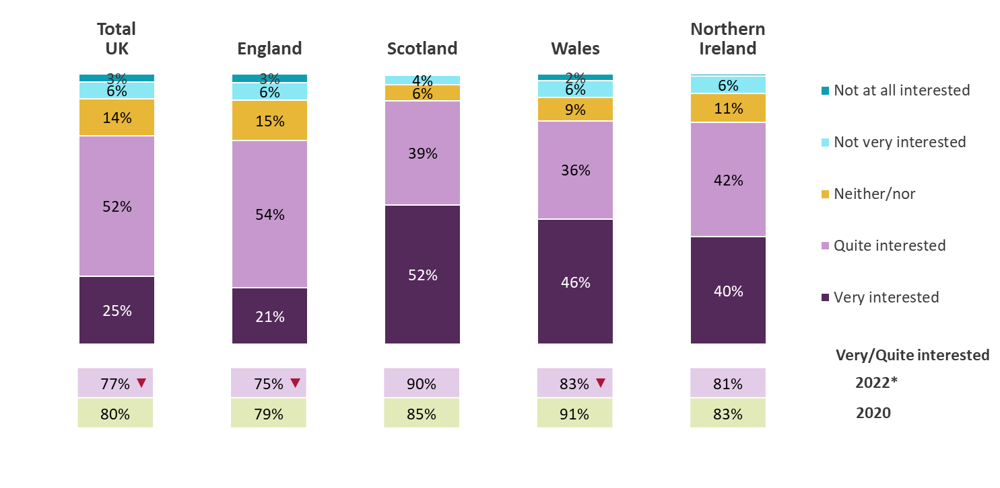 Total
UK
England
Scotland
Wales
Northern
Ireland
3%
3%
4%
2%
6%
6%
6%
6%
6%
14%
15%
9%
11%
52%
54%
39%
36%
42%
25%
21%
52%
46%
40%
Not at all interested
Not very interested
Neither/nor
Quite interested
Very interested
Very/Quite interested
77% 75% 90% 83% 81% 2022*
80% 79% 85% 91% 83% 2020